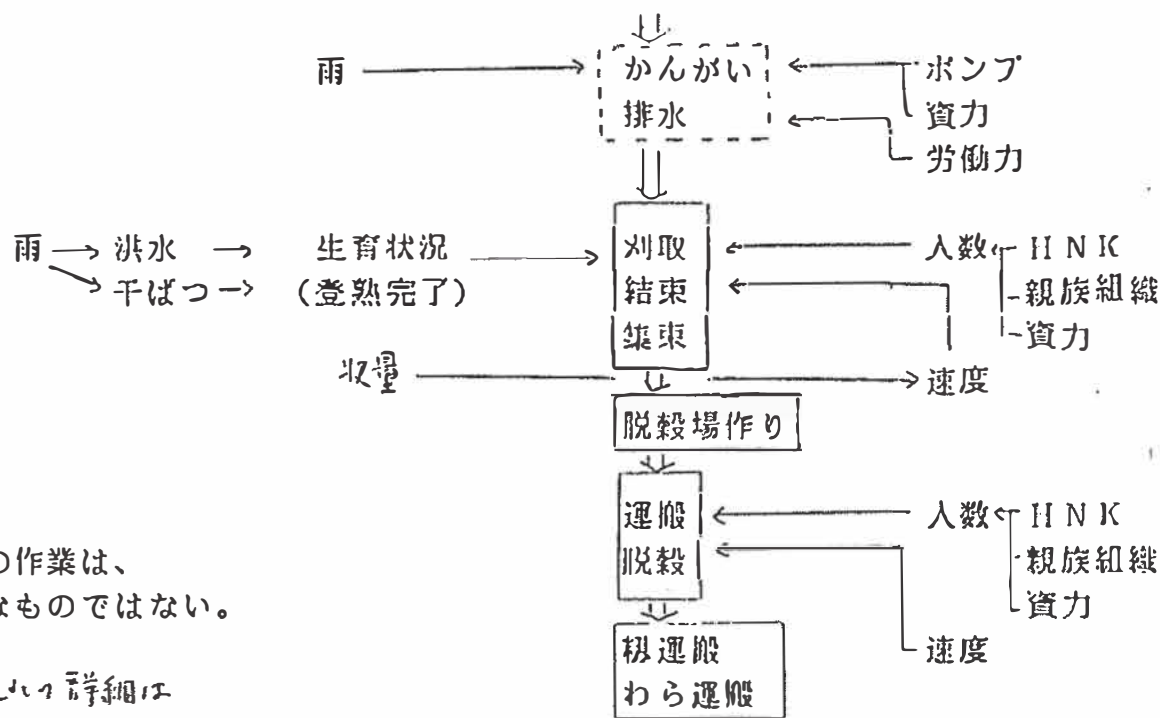 雨
かんがい
排水
ポンプ
資力
労働力
雨
洪水
干ばつ
生育状況
(登熟完了)
刈取
結束
集束
人数
HNK
親族組織
資力
収量
速度
脱穀場作り
運搬
脱穀
人数
HNK
親族組織
資力
速度
籾運搬
わら運搬
の作業は、
なものではない。
詳細は